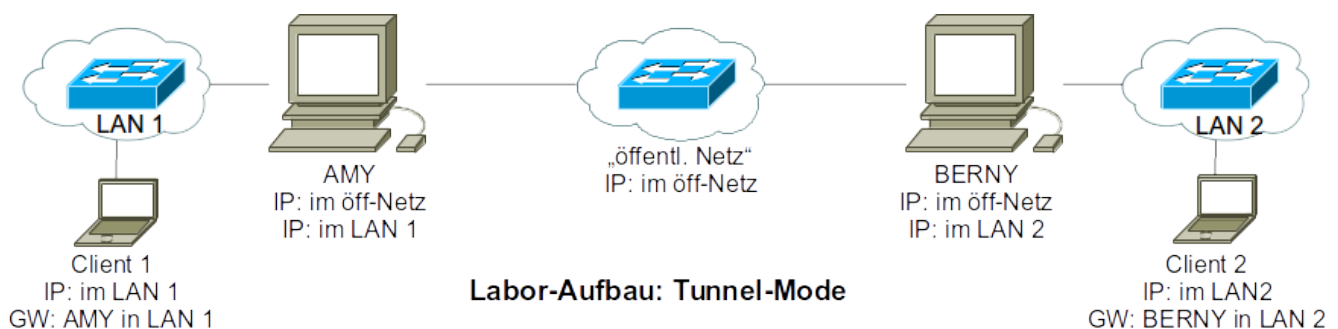 LAN 1
AMY
IP: im öff-Netz
IP: im LAN 1
Client 1
IP: im LAN 1
GW: AMY in LAN 1
„öffentl. Netz“
IP: im öff-Netz
BERNY
IP: im öff-Netz
IP: im LAN 2
LAN 2
Client 2
IP: im LAN2
GW: BERNY in LAN 2
Labor-Aufbau: Tunnel-Mode